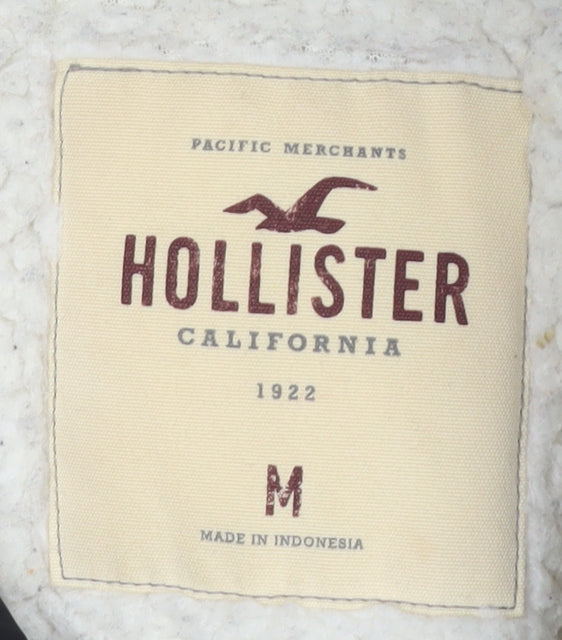 PACIFIC MERCHANTS
HOLLISTER
CALIFORNIA
1922
M
MADE IN INDONESIA